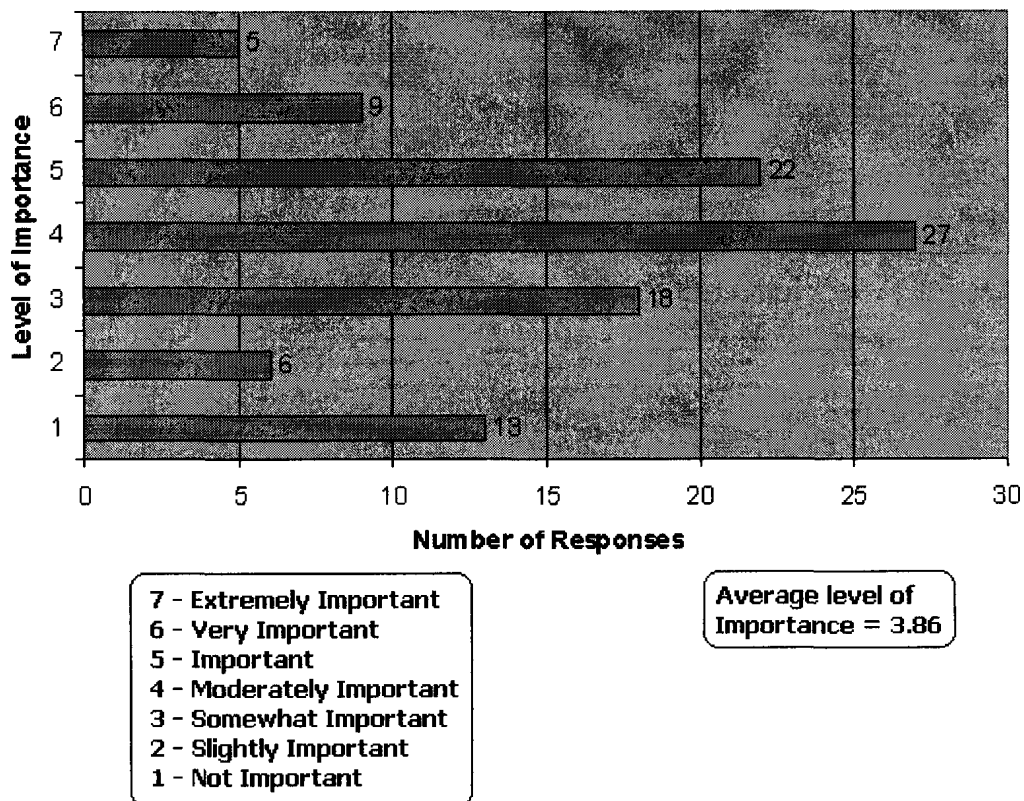 Level of Importance
7
5
6
9
5
22
4
27
3
18
2
6
1
13
0
5
10
15
20
25
30
Number of Responses
7 - Extremely Important
6 - Very Important
5 - Important
4 - Moderately Important
3 - Somewhat Important
2 - Slightly Important
1 - Not Important
Average level of
Importance = 3.86